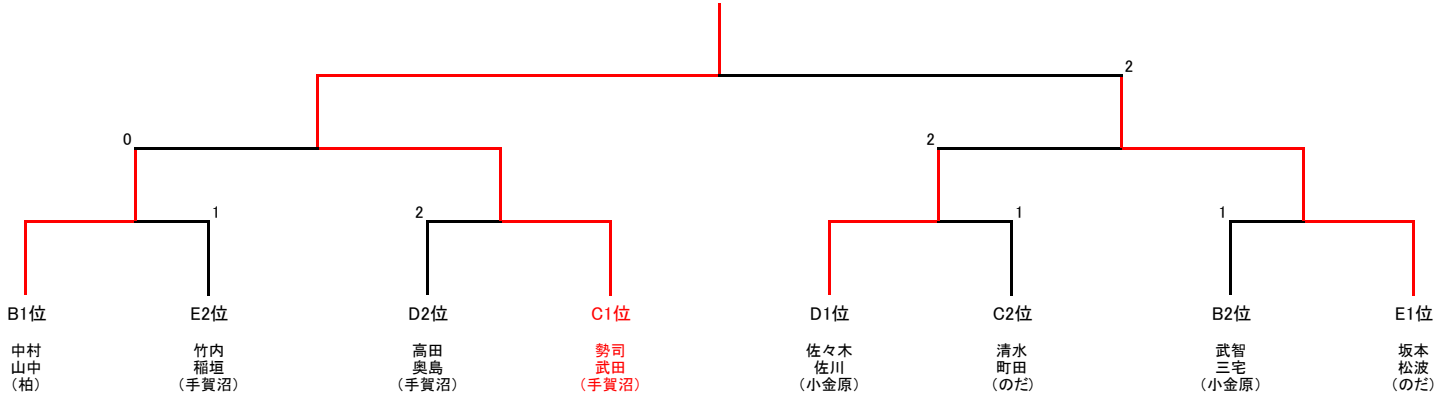 2
0
2
1
2
1
1
B1位
E2位
D2位
C1位
D1位
C2位
B2位
E1位
中村
竹内
高田
勢司
佐々木
清水
武智
坂本
山中
稲垣
奥島
武田
佐川
町田
三宅
松波
（柏）
（手賀沼）
（手賀沼）
（手賀沼）
（小金原）
（のだ）
（小金原）
（のだ）